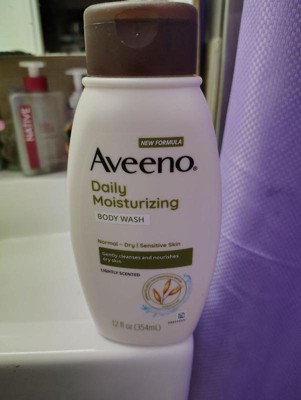 NATIVE
NEW FORMULA
Aveeno®
Daily
Moisturizing
BODY WASH
Normal - Dry | Sensitive Skin
Gently cleanses and nourishes
dry skin
LIGHTLY SCENTED
12 fl oz (354mL)